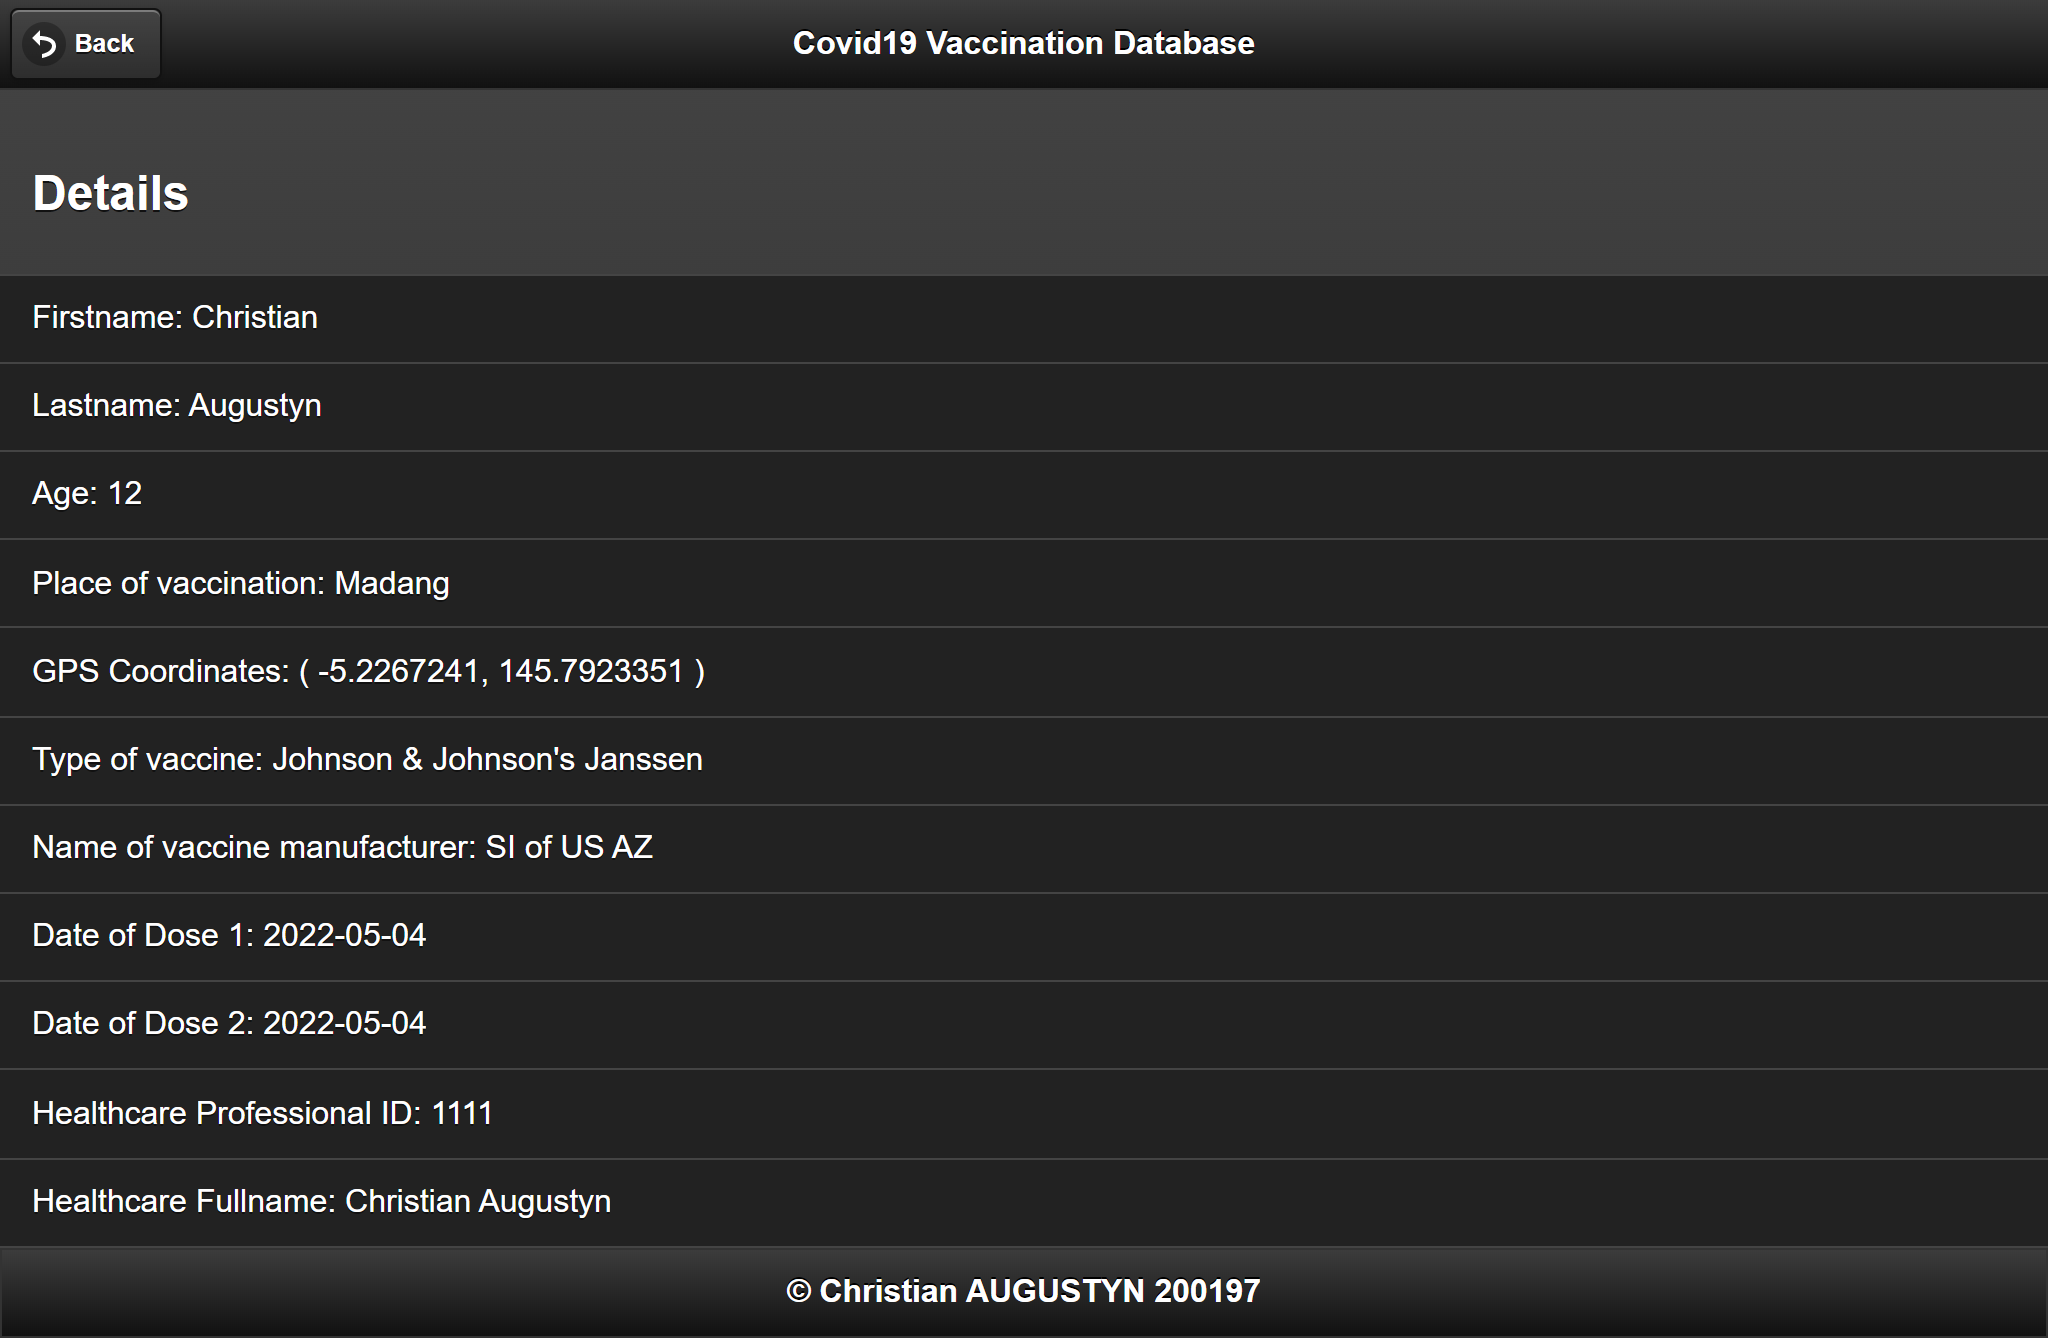 Back
Covid19 Vaccination Database
Details
Firstname: Christian
Lastname: Augustyn
Age: 12
Place of vaccination: Madang
GPS Coordinates: ( -5.2267241, 145.7923351 )
Type of vaccine: Johnson & Johnson's Janssen
Name of vaccine manufacturer: SI of US AZ
Date of Dose 1: 2022-05-04
Date of Dose 2: 2022-05-04
Healthcare Professional ID: 1111
Healthcare Fullname: Christian Augustyn
© Christian AUGUSTYN 200197